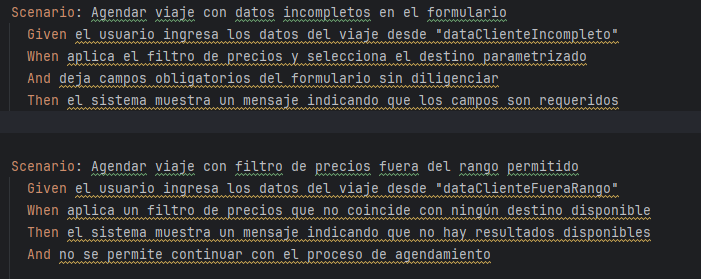 Scenario: Agendar viaje con datos incompletos en el formulario
Given el usuario ingresa los datos del viaje desde "dataClienteIncompleto"
When aplica el filtro de precios y selecciona el destino parametrizado
And deja campos obligatorios del formulario sin diligenciar
Then el sistema muestra un mensaje indicando que los campos son requeridos
Scenario: Agendar viaje con filtro de precios fuera del rango permitido
Given el usuario ingresa los datos del viaje desde "dataClienteFueraRango"
When aplica un filtro de precios que no coincide con ningún destino disponible
Then el sistema muestra un mensaje indicando que no hay resultados disponibles
And no se permite continuar con el proceso de agendamiento